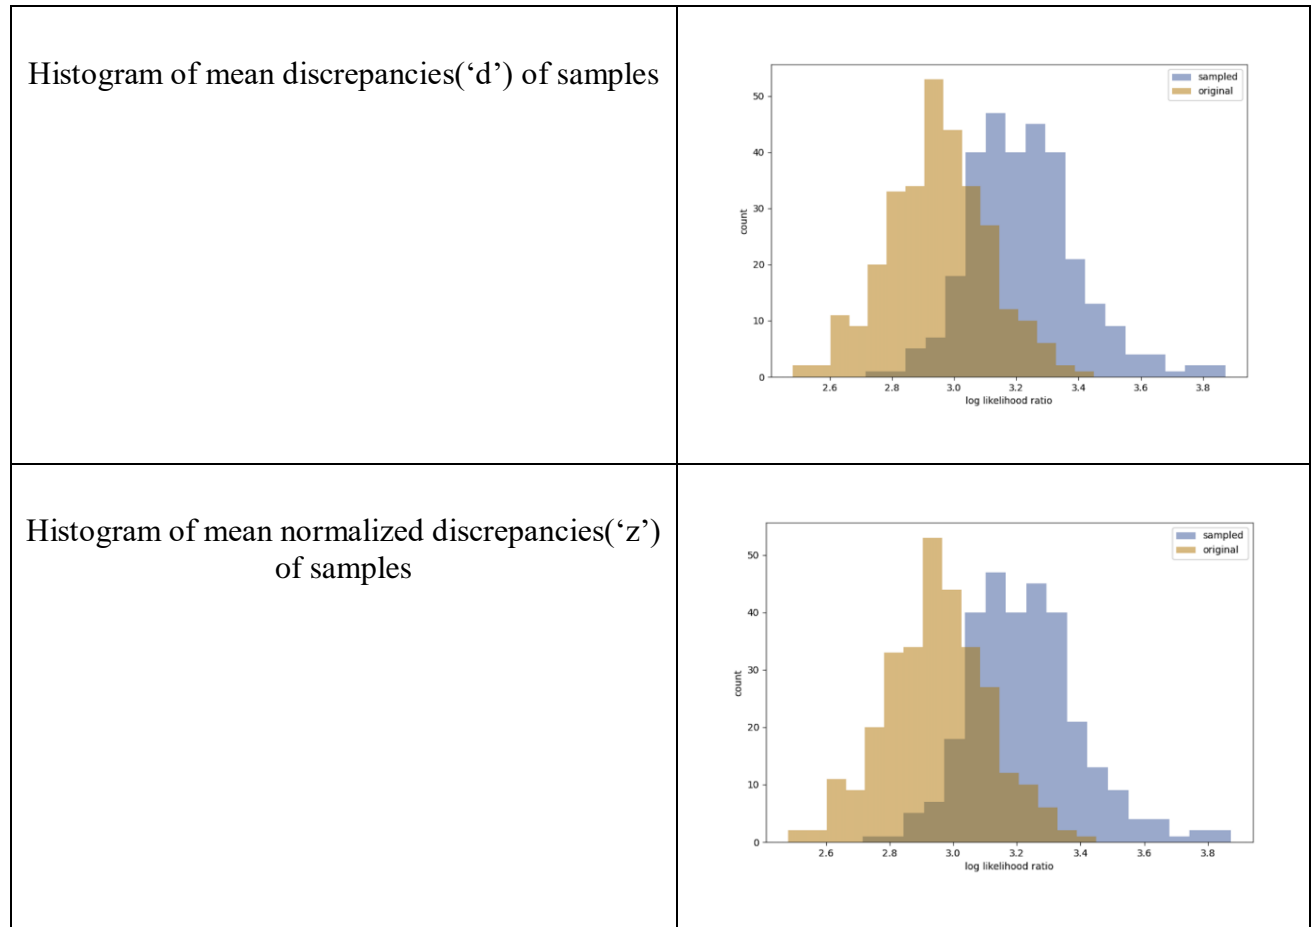 Histogram of mean discrepancies(‘d’) of samples
sampled
original
50
40
30
20
10
0
count
2.6 2.8 3.0 3.2 3.4 3.6 3.8
log likelihood ratio
Histogram of mean normalized discrepancies(‘z’)
of samples
sampled
original
50
40
30
20
10
0
count
2.6 2.8 3.0 3.2 3.4 3.6 3.8
log likelihood ratio